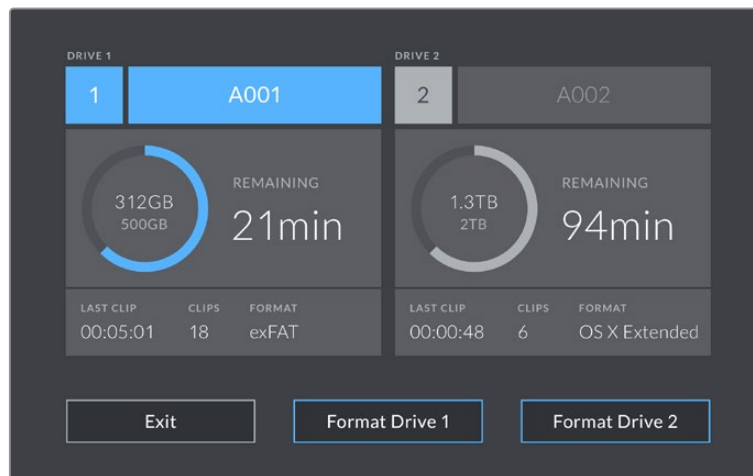 DRIVE 1
1
A001
312GB
500GB
REMAINING
21min
LAST CLIP CLIPS FORMAT
00:05:01 18 exFAT
DRIVE 2
2
A002
1.3TB
2TB
REMAINING
94min
LAST CLIP CLIPS FORMAT
00:00:48 6 OS X Extended
Exit
Format Drive 1
Format Drive 2